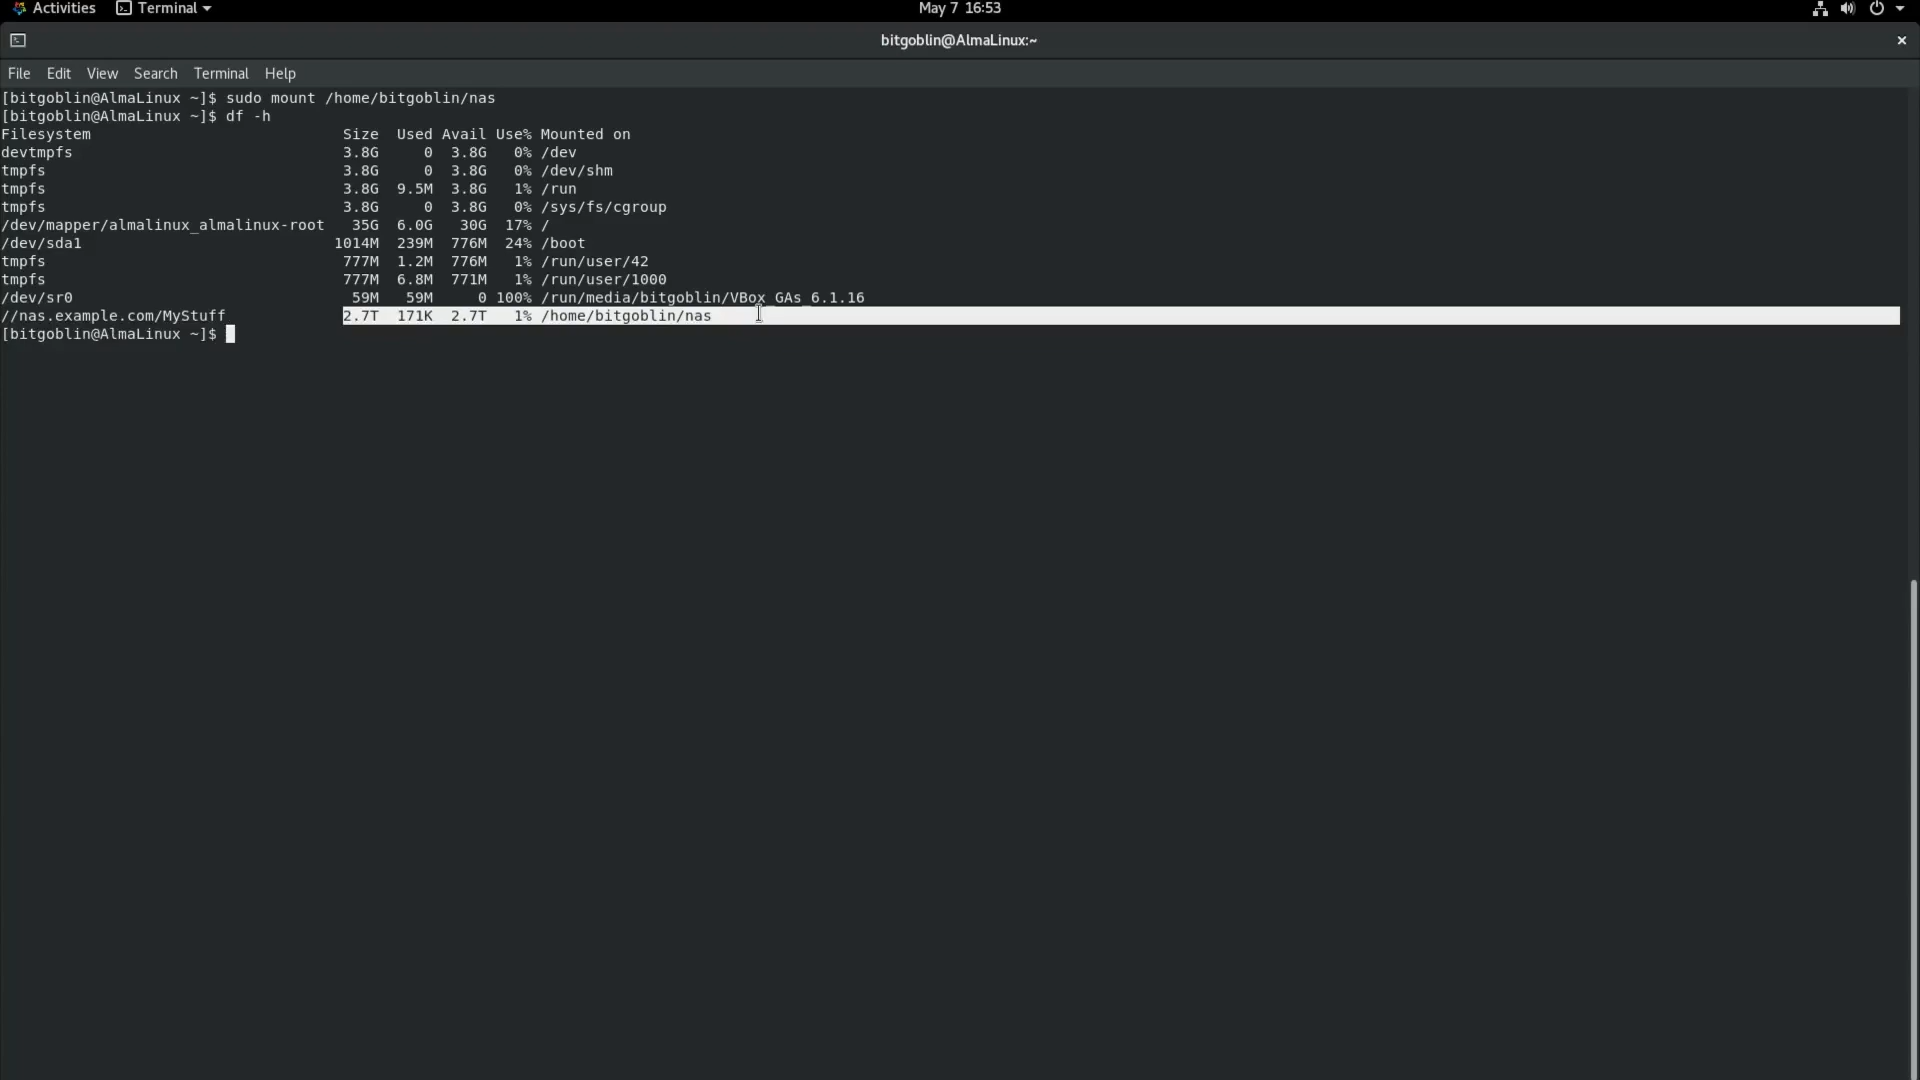 Activities Terminal May 7 16:53
bitgoblin@AlmaLinux:~
File Edit View Search Terminal Help
[bitgoblin@AlmaLinux ~]$ sudo mount /home/bitgoblin/nas
[bitgoblin@AlmaLinux ~]$ df -h
Filesystem                            Size  Used Avail Use% Mounted on
devtmpfs                              3.8G     0  3.8G   0% /dev
tmpfs                                 3.8G     0  3.8G   0% /dev/shm
tmpfs                                 3.8G  9.5M  3.8G   1% /run
tmpfs                                 3.8G     0  3.8G   0% /sys/fs/cgroup
/dev/mapper/almalinux_almalinux-root   35G  6.0G   30G  17% /
/dev/sda1                            1014M  239M  776M  24% /boot
tmpfs                                 777M  1.2M  776M   1% /run/user/42
tmpfs                                 777M  6.8M  771M   1% /run/user/1000
/dev/sr0                               59M   59M     0 100% /run/media/bitgoblin/VBox_GAs_6.1.16
//nas.example.com/MyStuff             2.7T  171K  2.7T   1% /home/bitgoblin/nas
[bitgoblin@AlmaLinux ~]$